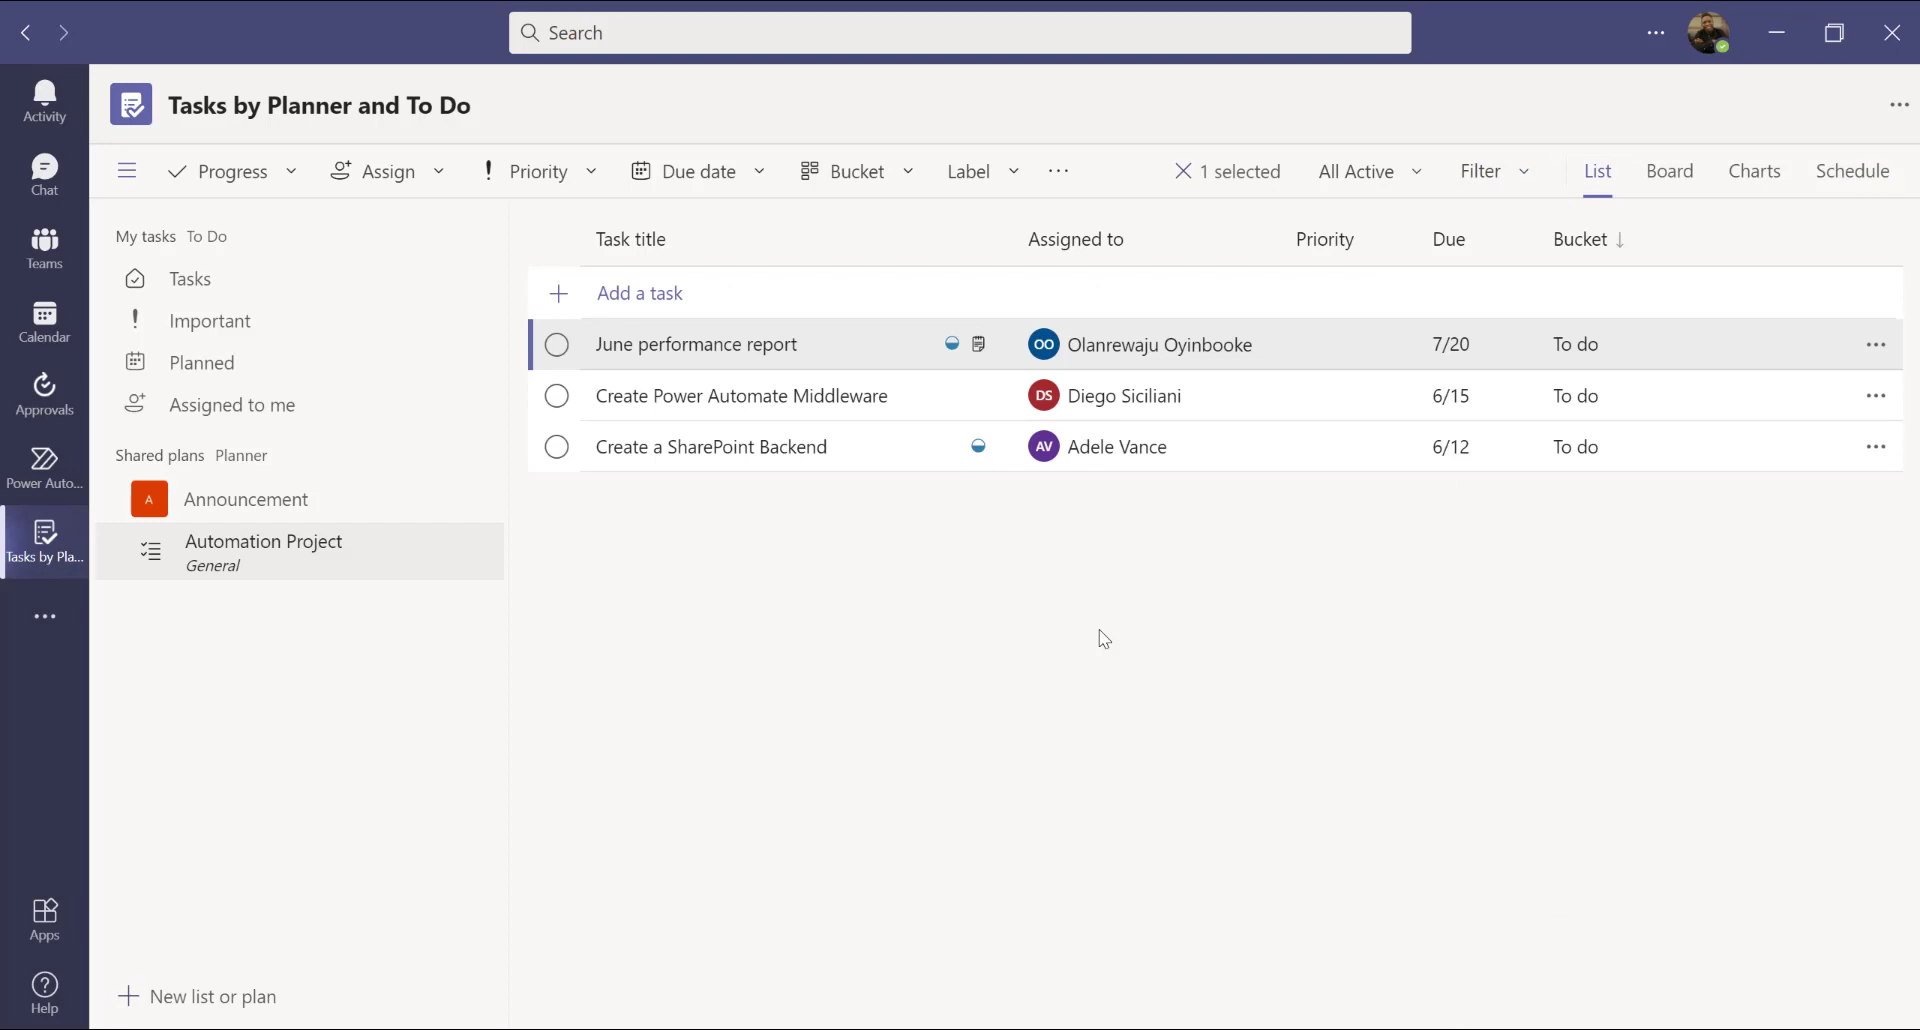 Search
Activity
Chat
Teams
Calendar
Approvals
Power Auto...
Tasks by Pla...
Apps
Help
Tasks by Planner and To Do
Progress Assign Priority Due date Bucket Label 1 selected All Active Filter List Board Charts Schedule
My tasks To Do
Tasks
Important
Planned
Assigned to me
Shared plans Planner
A Announcement
Automation Project
General
New list or plan
Task title Assigned to Priority Due Bucket ↓
Add a task
June performance report OO Olanrewaju Oyinbooke 7/20 To do
Create Power Automate Middleware DS Diego Siciliani 6/15 To do
Create a SharePoint Backend AV Adele Vance 6/12 To do